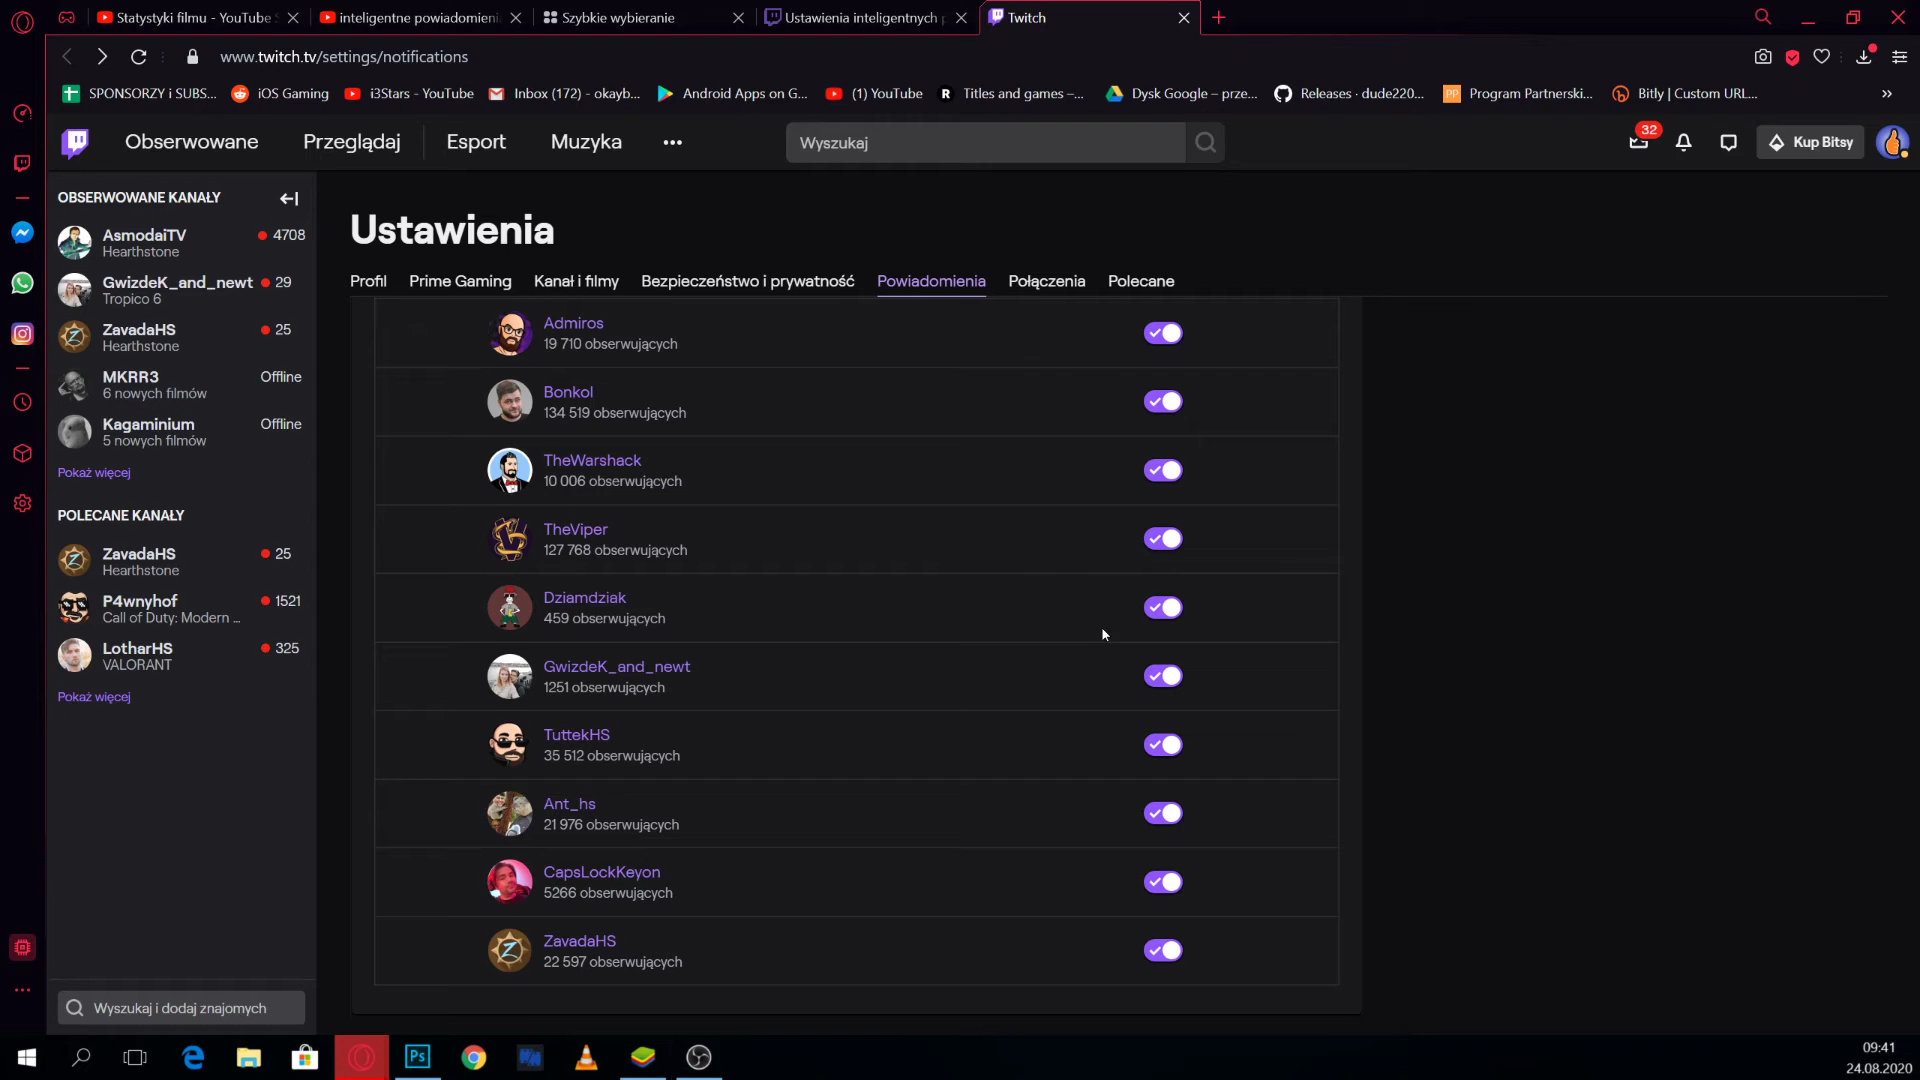 Statystyki filmu - YouTube S
inteligentne powiadomieni
Szybkie wybieranie
Ustawienia inteligentnych p
Twitch
www.twitch.tv/settings/notifications
SPONSORZY i SUBS...
iOS Gaming
i3Stars - YouTube
Inbox (172) - okayb...
Android Apps on G...
(1) YouTube
R
Titles and games –...
Dysk Google – prze...
Releases · dude220...
PP
Program Partnerski...
Bitly | Custom URL...
»
Obserwowane
Przeglądaj
Esport
Muzyka
Wyszukaj
32
Kup Bitsy
OBSERWOWANE KANAŁY
AsmodaiTV
4708
Hearthstone
GwizdeK_and_newt
29
Tropico 6
ZavadaHS
25
Hearthstone
MKRR3
Offline
6 nowych filmów
Kagaminium
Offline
5 nowych filmów
Pokaż więcej
POLECANE KANAŁY
ZavadaHS
25
Hearthstone
P4wnyhof
1521
Call of Duty: Modern ...
LotharHS
325
VALORANT
Pokaż więcej
Wyszukaj i dodaj znajomych
Ustawienia
Profil
Prime Gaming
Kanał i filmy
Bezpieczeństwo i prywatność
Powiadomienia
Połączenia
Polecane
Admiros
19 710 obserwujących
Bonkol
134 519 obserwujących
TheWarshack
10 006 obserwujących
TheViper
127 768 obserwujących
Dziamdziak
459 obserwujących
GwizdeK_and_newt
1251 obserwujących
TuttekHS
35 512 obserwujących
Ant_hs
21 976 obserwujących
CapsLockKeyon
5266 obserwujących
ZavadaHS
22 597 obserwujących
Ps
09:41
24.08.2020